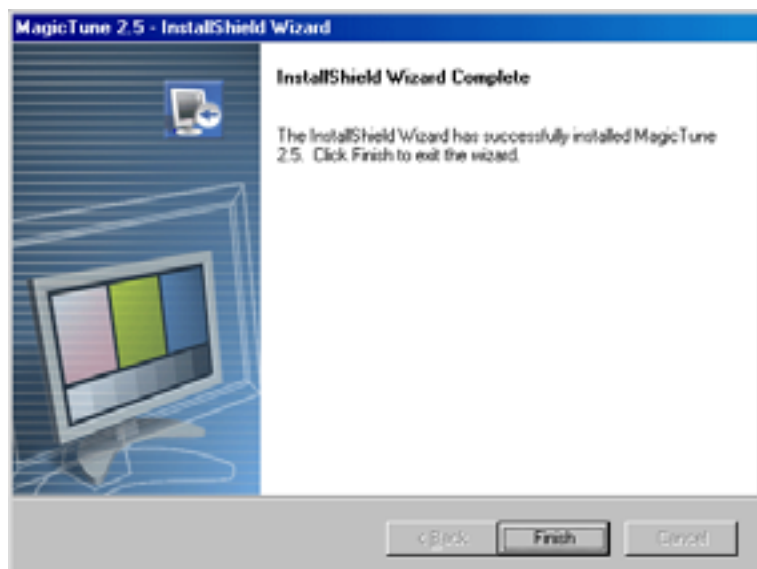 MagicTune 2.5 - InstallShield Wizard
InstallShield Wizard Complete
The InstallShield Wizard has successfully installed MagicTune
2.5. Click Finish to exit the wizard.
< Back Finish Cancel